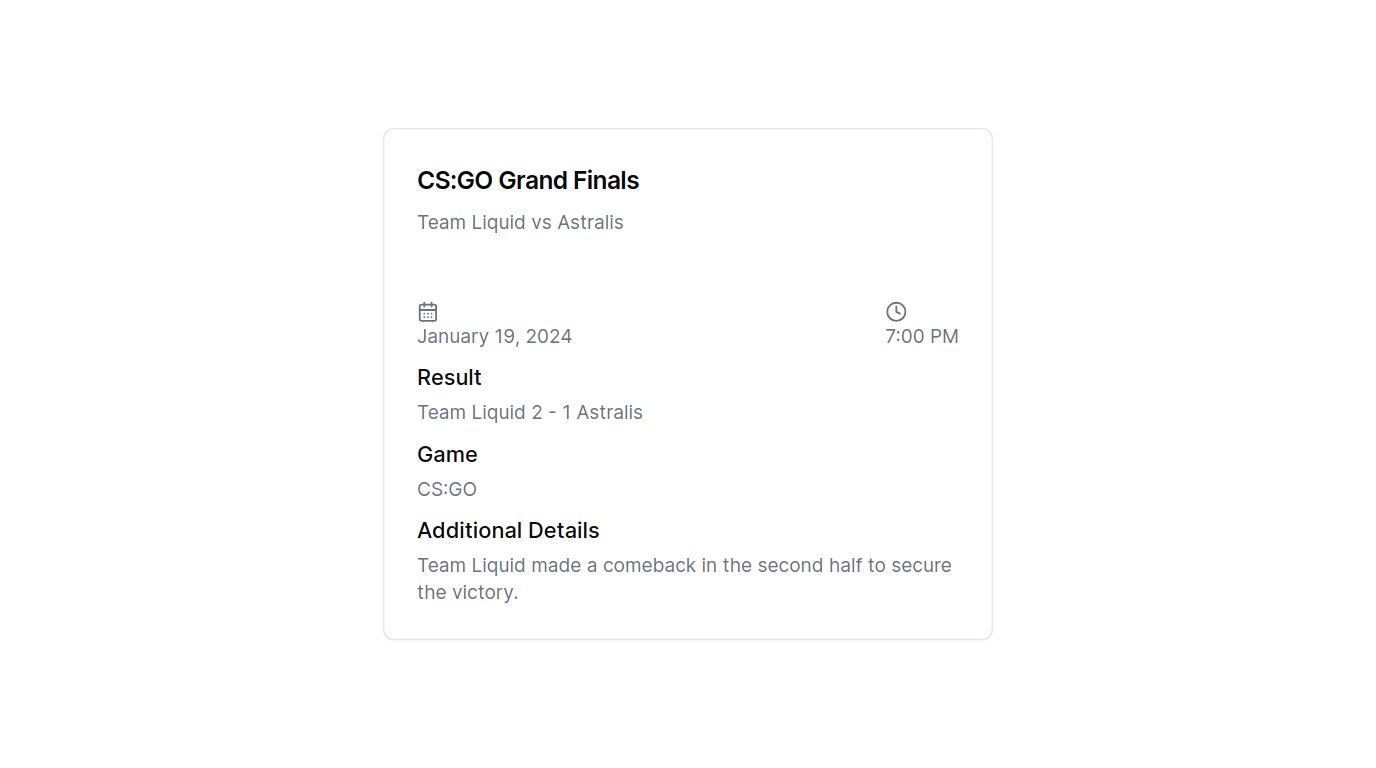 CS:GO Grand Finals
Team Liquid vs Astralis
January 19, 2024
7:00 PM
Result
Team Liquid 2 - 1 Astralis
Game
CS:GO
Additional Details
Team Liquid made a comeback in the second half to secure
the victory.